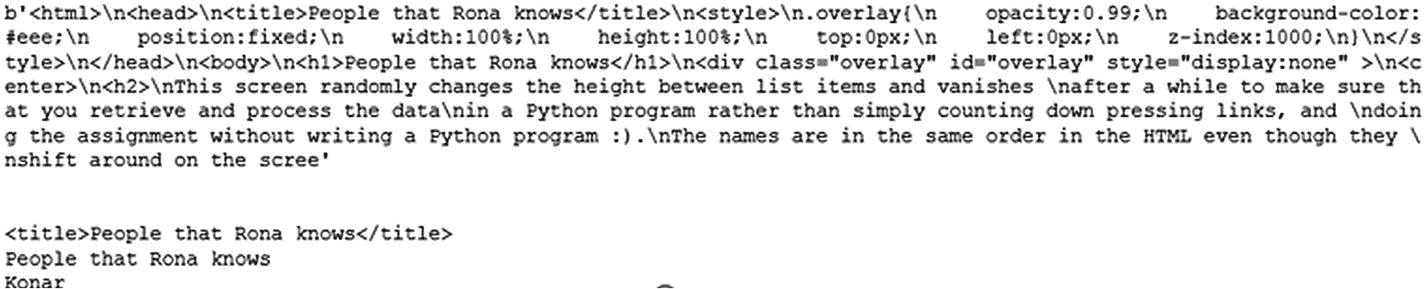 b'<html>\n<head>\n<title>People that Rona knows</title>\n<style>\n.overlay{\n    opacity:0.99;\n    background-color:
#eee;\n    position:fixed;\n    width:100%;\n    height:100%;\n    top:0px;\n    left:0px;\n    z-index:1000;\n}\n</s
tyle>\n</head>\n<body>\n<h1>People that Rona knows</h1>\n<div class="overlay" id="overlay" style="display:none" >\n<c
enter>\n<h2>\nThis screen randomly changes the height between list items and vanishes \nafter a while to make sure th
at you retrieve and process the data\nin a Python program rather than simply counting down pressing links, and \ndoin
g the assignment without writing a Python program :).\nThe names are in the same order in the HTML even though they \
nshift around on the scree'
<title>People that Rona knows</title>
People that Rona knows
Konar